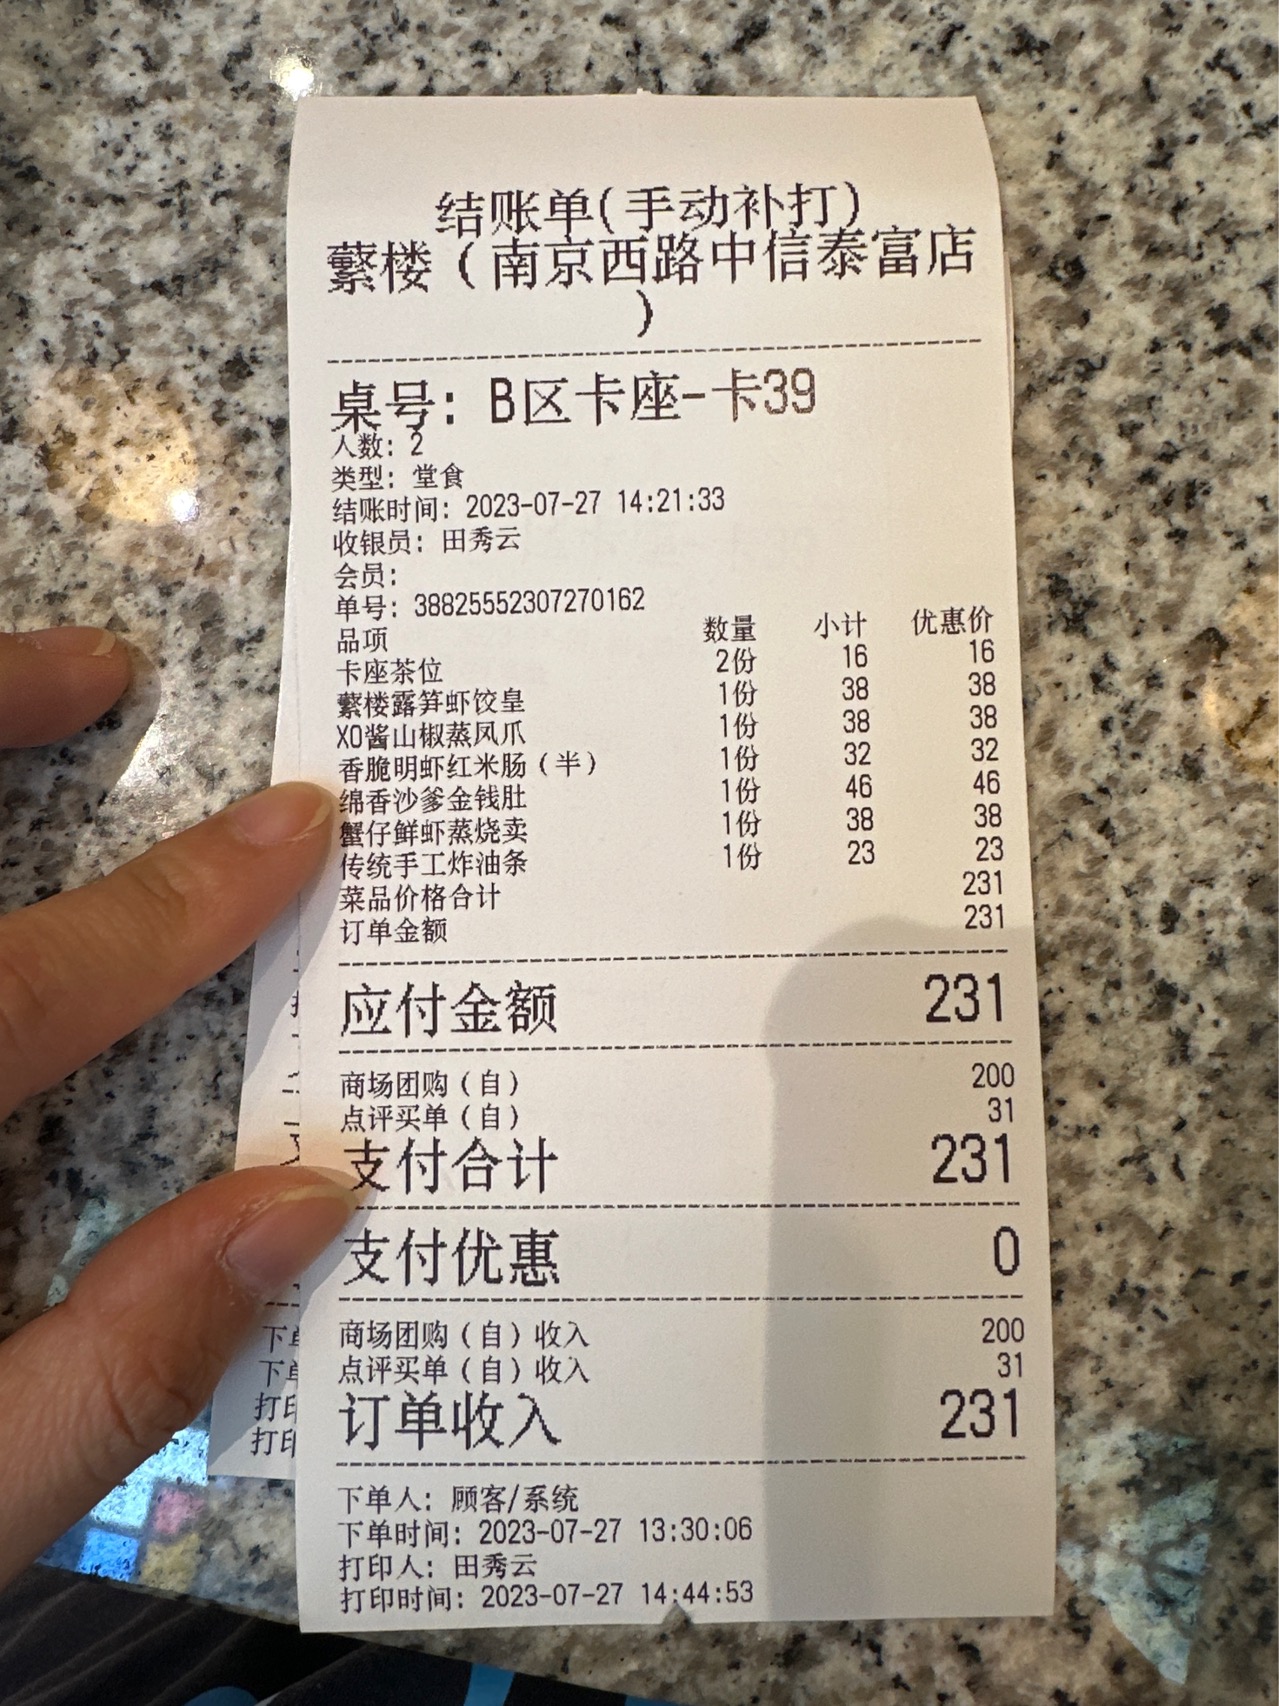 结账单(手动补打)
蘩楼（南京西路中信泰富店
）
桌号: B区卡座-卡39
人数: 2
类型: 堂食
结账时间: 2023-07-27 14:21:33
收银员: 田秀云
会员:
单号: 38825552307270162
品项 数量 小计 优惠价
卡座茶位 2份 16 16
蘩楼露笋虾饺皇 1份 38 38
XO酱山椒蒸凤爪 1份 38 38
香脆明虾红米肠（半） 1份 32 32
绵香沙爹金钱肚 1份 46 46
蟹仔鲜虾蒸烧卖 1份 38 38
传统手工炸油条 1份 23 23
菜品价格合计 231
订单金额 231
应付金额 231
商场团购（自） 200
点评买单（自） 31
支付合计 231
支付优惠 0
商场团购（自）收入 200
点评买单（自）收入 31
订单收入 231
下单人: 顾客/系统
下单时间: 2023-07-27 13:30:06
打印人: 田秀云
打印时间: 2023-07-27 14:44:53
下单
下单
打印
打印